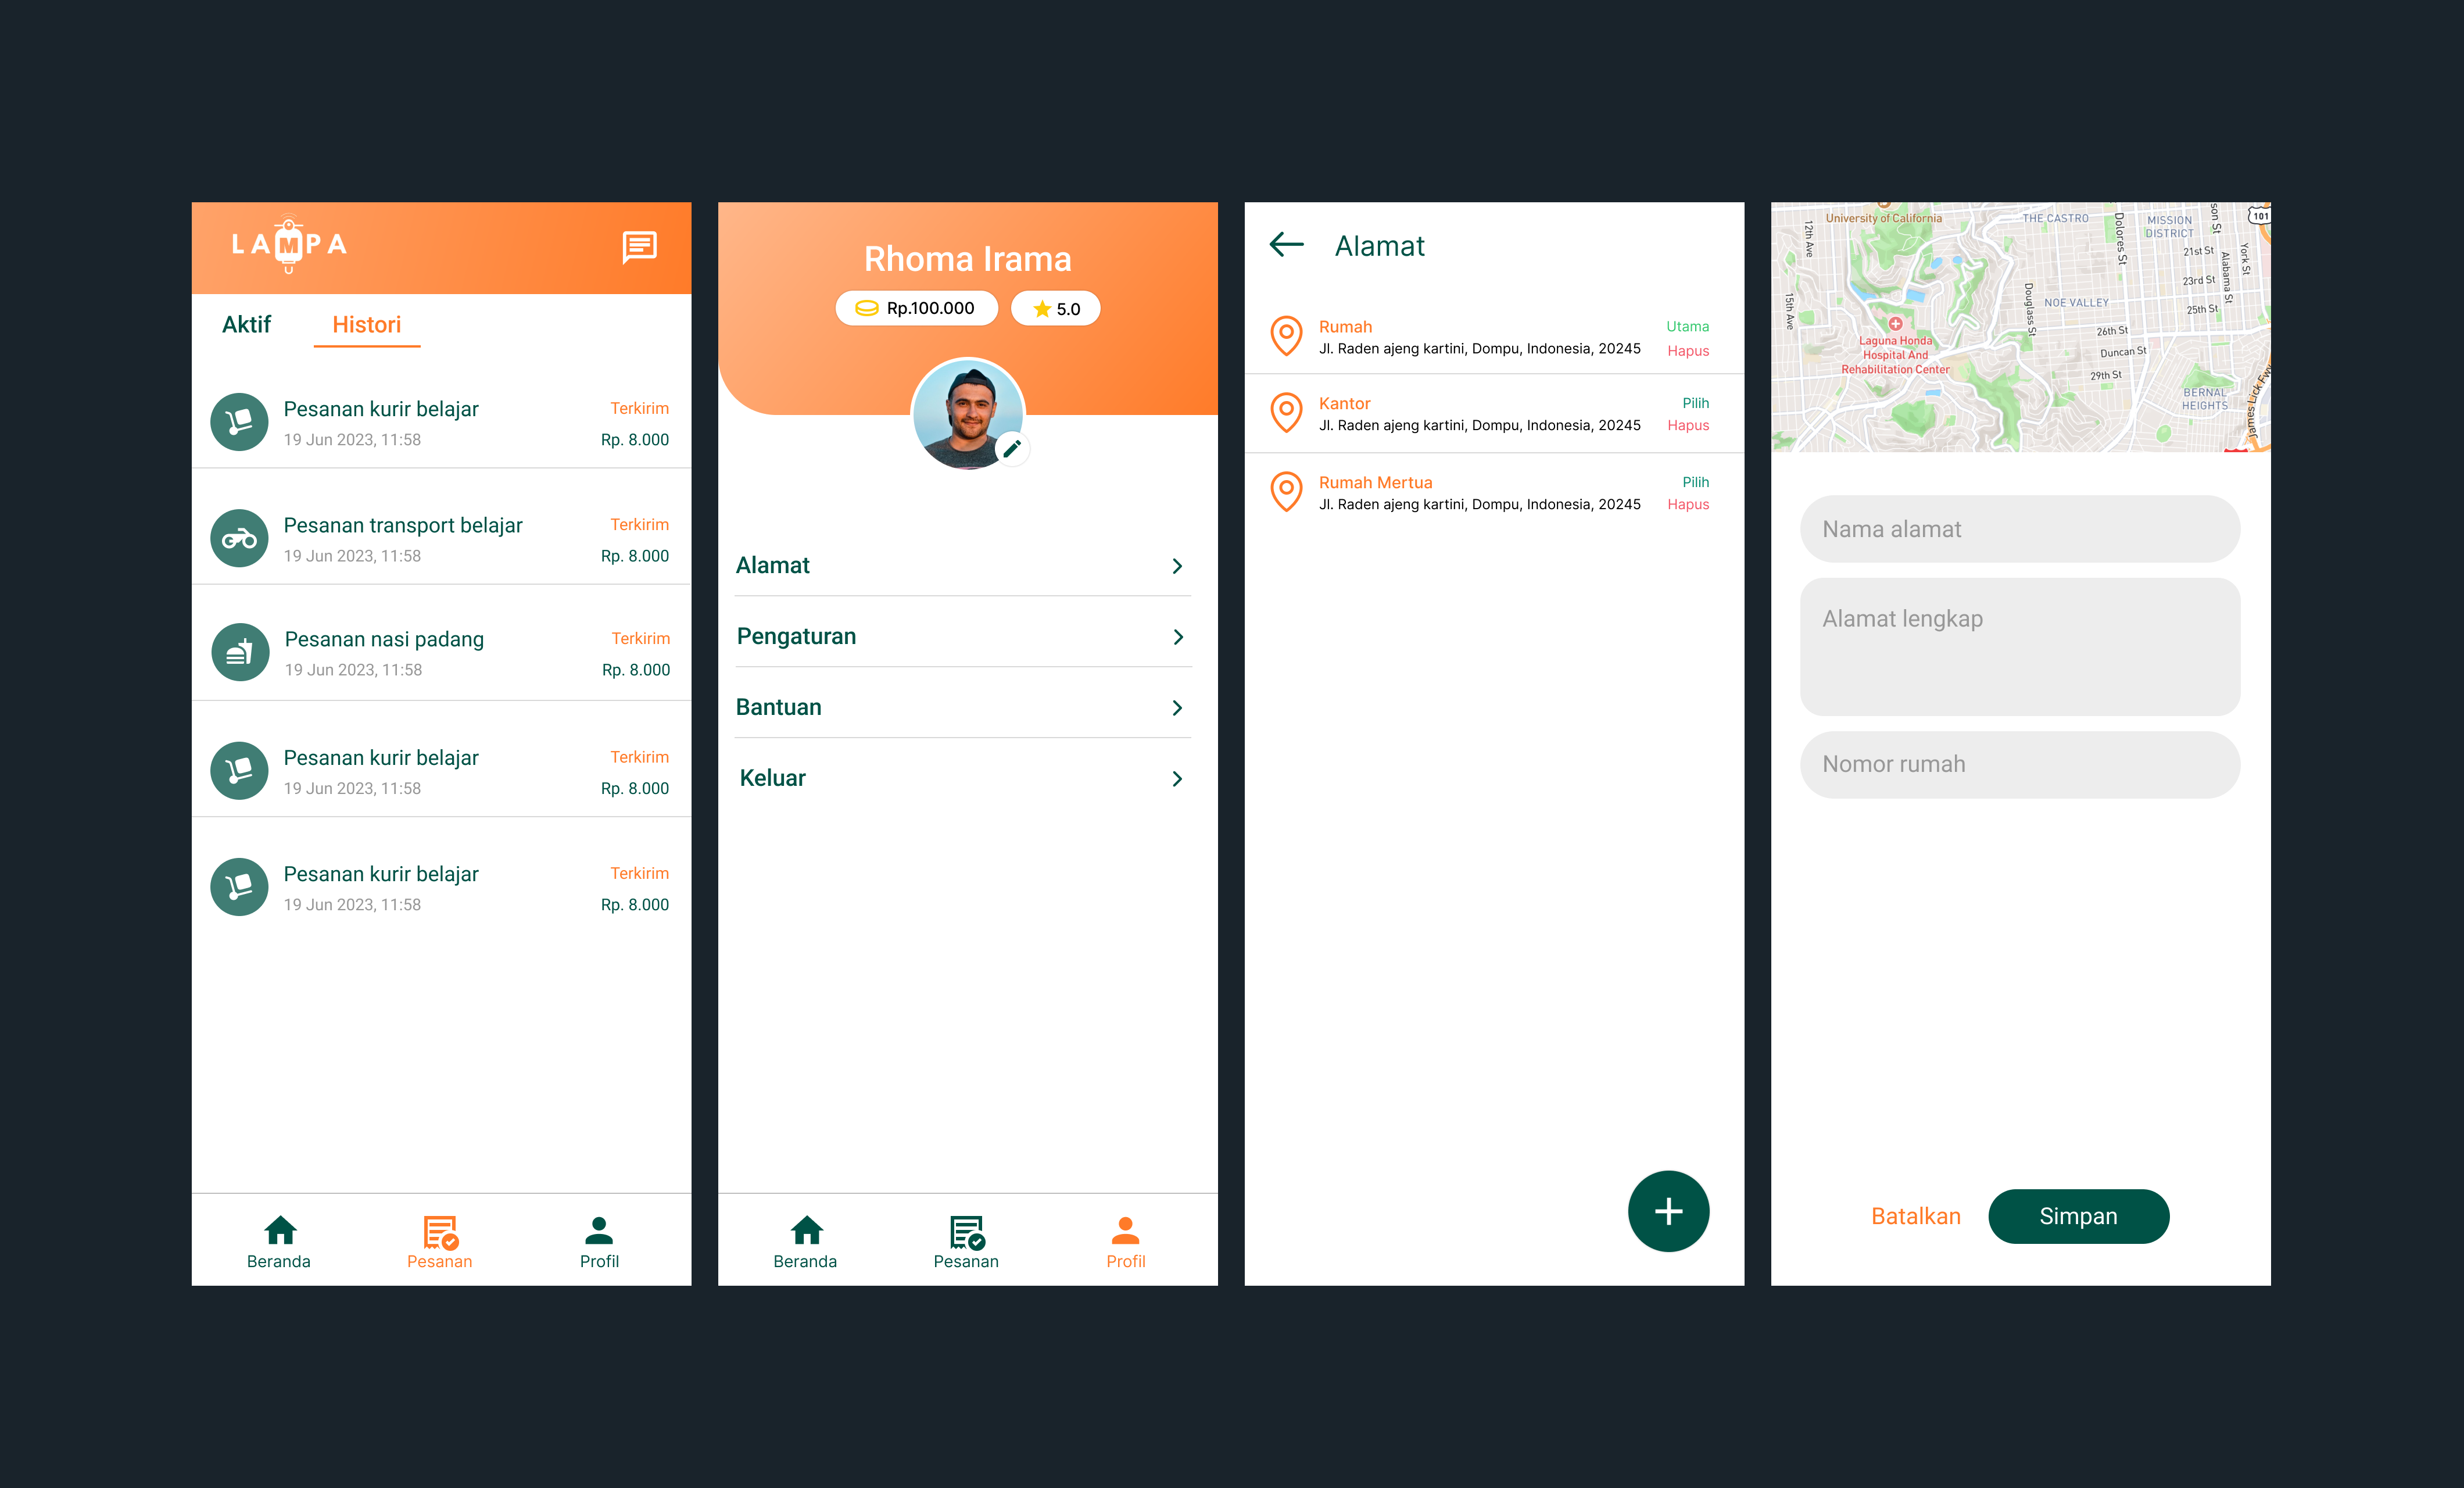 LAMPA
Aktif
Histori
Pesanan kurir belajar
Terkirim
19 Jun 2023, 11:58
Rp. 8.000
Pesanan transport belajar
Terkirim
19 Jun 2023, 11:58
Rp. 8.000
Pesanan nasi padang
Terkirim
19 Jun 2023, 11:58
Rp. 8.000
Pesanan kurir belajar
Terkirim
19 Jun 2023, 11:58
Rp. 8.000
Pesanan kurir belajar
Terkirim
19 Jun 2023, 11:58
Rp. 8.000
Beranda
Pesanan
Profil
Rhoma Irama
Rp.100.000
5.0
Alamat
Pengaturan
Bantuan
Keluar
Beranda
Pesanan
Profil
Alamat
Rumah
Utama
Jl. Raden ajeng kartini, Dompu, Indonesia, 20245
Hapus
Kantor
Pilih
Jl. Raden ajeng kartini, Dompu, Indonesia, 20245
Hapus
Rumah Mertua
Pilih
Jl. Raden ajeng kartini, Dompu, Indonesia, 20245
Hapus
University of California
THE CASTRO
MISSION
DISTRICT
101
12th Ave
Dolores St
son St
21st St
York St
Alabama St
23rd St
15th Ave
Douglass St
NOE VALLEY
25th St
26th St
Laguna Honda
Hospital And
Rehabilitation Center
Duncan St
29th St
BERNAL
HEIGHTS
James Lick Fwy
Nama alamat
Alamat lengkap
Nomor rumah
Batalkan
Simpan